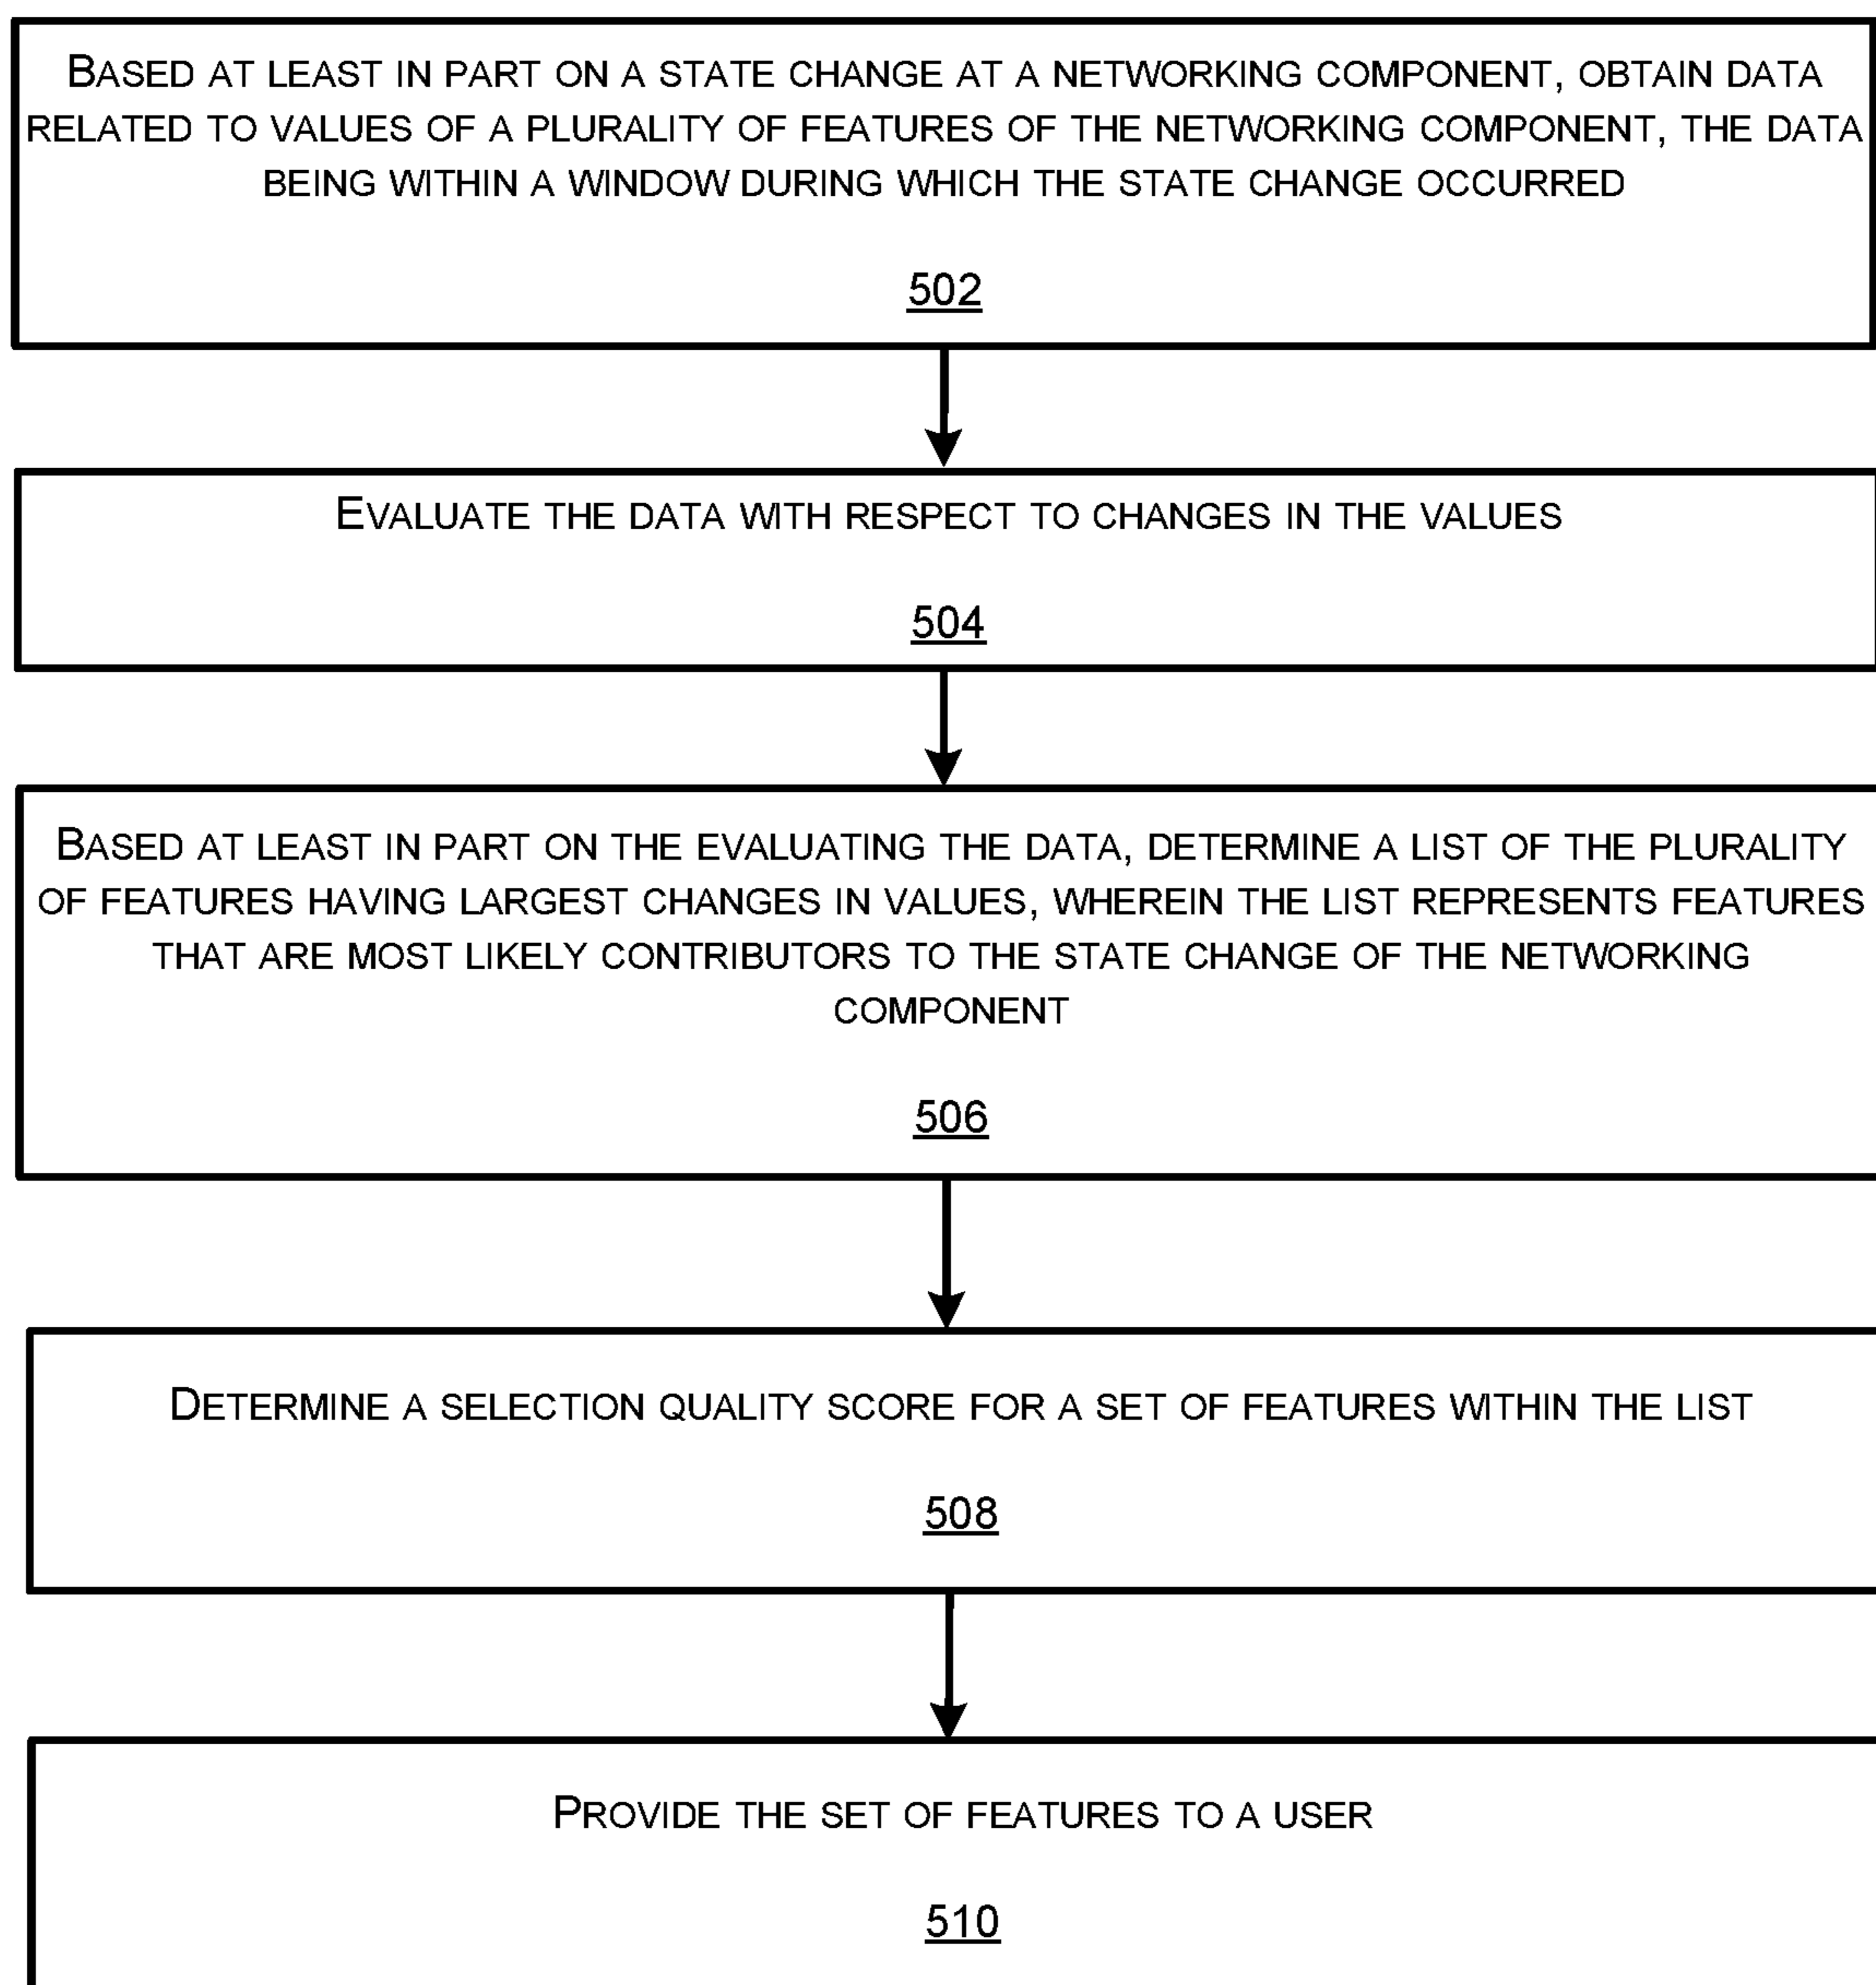 BASED AT LEAST IN PART ON A STATE CHANGE AT A NETWORKING COMPONENT, OBTAIN DATA
RELATED TO VALUES OF A PLURALITY OF FEATURES OF THE NETWORKING COMPONENT, THE DATA
BEING WITHIN A WINDOW DURING WHICH THE STATE CHANGE OCCURRED
502
EVALUATE THE DATA WITH RESPECT TO CHANGES IN THE VALUES
504
BASED AT LEAST IN PART ON THE EVALUATING THE DATA, DETERMINE A LIST OF THE PLURALITY
OF FEATURES HAVING LARGEST CHANGES IN VALUES, WHEREIN THE LIST REPRESENTS FEATURES
THAT ARE MOST LIKELY CONTRIBUTORS TO THE STATE CHANGE OF THE NETWORKING
COMPONENT
506
DETERMINE A SELECTION QUALITY SCORE FOR A SET OF FEATURES WITHIN THE LIST
508
PROVIDE THE SET OF FEATURES TO A USER
510